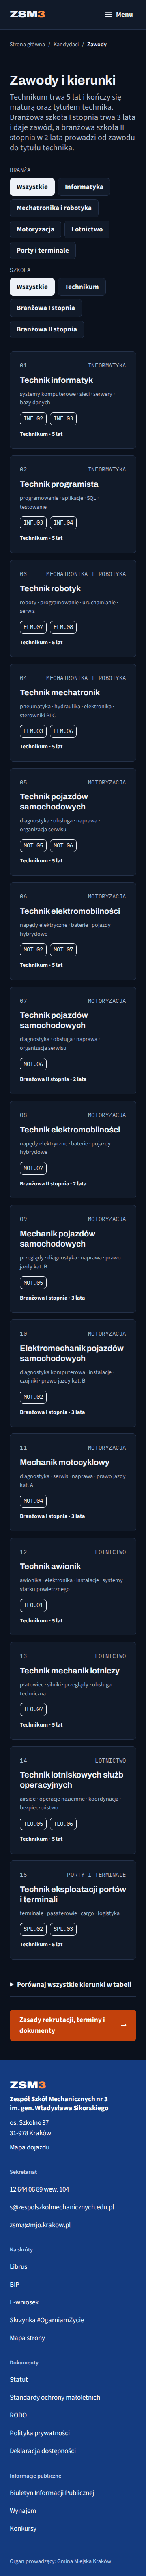 ZSM3
Menu
Strona główna / Kandydaci / Zawody
Zawody i kierunki
Technikum trwa 5 lat i kończy się
maturą oraz tytułem technika.
Branżowa szkoła I stopnia trwa 3 lata
i daje zawód, a branżowa szkoła II
stopnia w 2 lata prowadzi od zawodu
do tytułu technika.
BRANŻA
Wszystkie
Informatyka
Mechatronika i robotyka
Motoryzacja
Lotnictwo
Porty i terminale
SZKOŁA
Wszystkie
Technikum
Branżowa I stopnia
Branżowa II stopnia
01 INFORMATYKA
Technik informatyk
systemy komputerowe · sieci · serwery ·
bazy danych
INF.02 INF.03
Technikum · 5 lat
02 INFORMATYKA
Technik programista
programowanie · aplikacje · SQL ·
testowanie
INF.03 INF.04
Technikum · 5 lat
03 MECHATRONIKA I ROBOTYKA
Technik robotyk
roboty · programowanie · uruchamianie ·
serwis
ELM.07 ELM.08
Technikum · 5 lat
04 MECHATRONIKA I ROBOTYKA
Technik mechatronik
pneumatyka · hydraulika · elektronika ·
sterowniki PLC
ELM.03 ELM.06
Technikum · 5 lat
05 MOTORYZACJA
Technik pojazdów
samochodowych
diagnostyka · obsługa · naprawa ·
organizacja serwisu
MOT.05 MOT.06
Technikum · 5 lat
06 MOTORYZACJA
Technik elektromobilności
napędy elektryczne · baterie · pojazdy
hybrydowe
MOT.02 MOT.07
Technikum · 5 lat
07 MOTORYZACJA
Technik pojazdów
samochodowych
diagnostyka · obsługa · naprawa ·
organizacja serwisu
MOT.06
Branżowa II stopnia · 2 lata
08 MOTORYZACJA
Technik elektromobilności
napędy elektryczne · baterie · pojazdy
hybrydowe
MOT.07
Branżowa II stopnia · 2 lata
09 MOTORYZACJA
Mechanik pojazdów
samochodowych
przeglądy · diagnostyka · naprawa · prawo
jazdy kat. B
MOT.05
Branżowa I stopnia · 3 lata
10 MOTORYZACJA
Elektromechanik pojazdów
samochodowych
diagnostyka komputerowa · instalacje ·
czujniki · prawo jazdy kat. B
MOT.02
Branżowa I stopnia · 3 lata
11 MOTORYZACJA
Mechanik motocyklowy
diagnostyka · serwis · naprawa · prawo jazdy
kat. A
MOT.04
Branżowa I stopnia · 3 lata
12 LOTNICTWO
Technik awionik
awionika · elektronika · instalacje · systemy
statku powietrznego
TLO.01
Technikum · 5 lat
13 LOTNICTWO
Technik mechanik lotniczy
płatowiec · silniki · przeglądy · obsługa
techniczna
TLO.07
Technikum · 5 lat
14 LOTNICTWO
Technik lotniskowych służb
operacyjnych
airside · operacje naziemne · koordynacja ·
bezpieczeństwo
TLO.05 TLO.06
Technikum · 5 lat
15 PORTY I TERMINALE
Technik eksploatacji portów
i terminali
terminale · pasażerowie · cargo · logistyka
SPL.02 SPL.03
Technikum · 5 lat
Porównaj wszystkie kierunki w tabeli
Zasady rekrutacji, terminy i
dokumenty →
ZSM3
Zespół Szkół Mechanicznych nr 3
im. gen. Władysława Sikorskiego
os. Szkolne 37
31-978 Kraków
Mapa dojazdu
Sekretariat
12 644 06 89 wew. 104
s@zespolszkolmechanicznych.edu.pl
zsm3@mjo.krakow.pl
Na skróty
Librus
BIP
E-wniosek
Skrzynka #OgarniamŻycie
Mapa strony
Dokumenty
Statut
Standardy ochrony małoletnich
RODO
Polityka prywatności
Deklaracja dostępności
Informacje publiczne
Biuletyn Informacji Publicznej
Wynajem
Konkursy
Organ prowadzący: Gmina Miejska Kraków